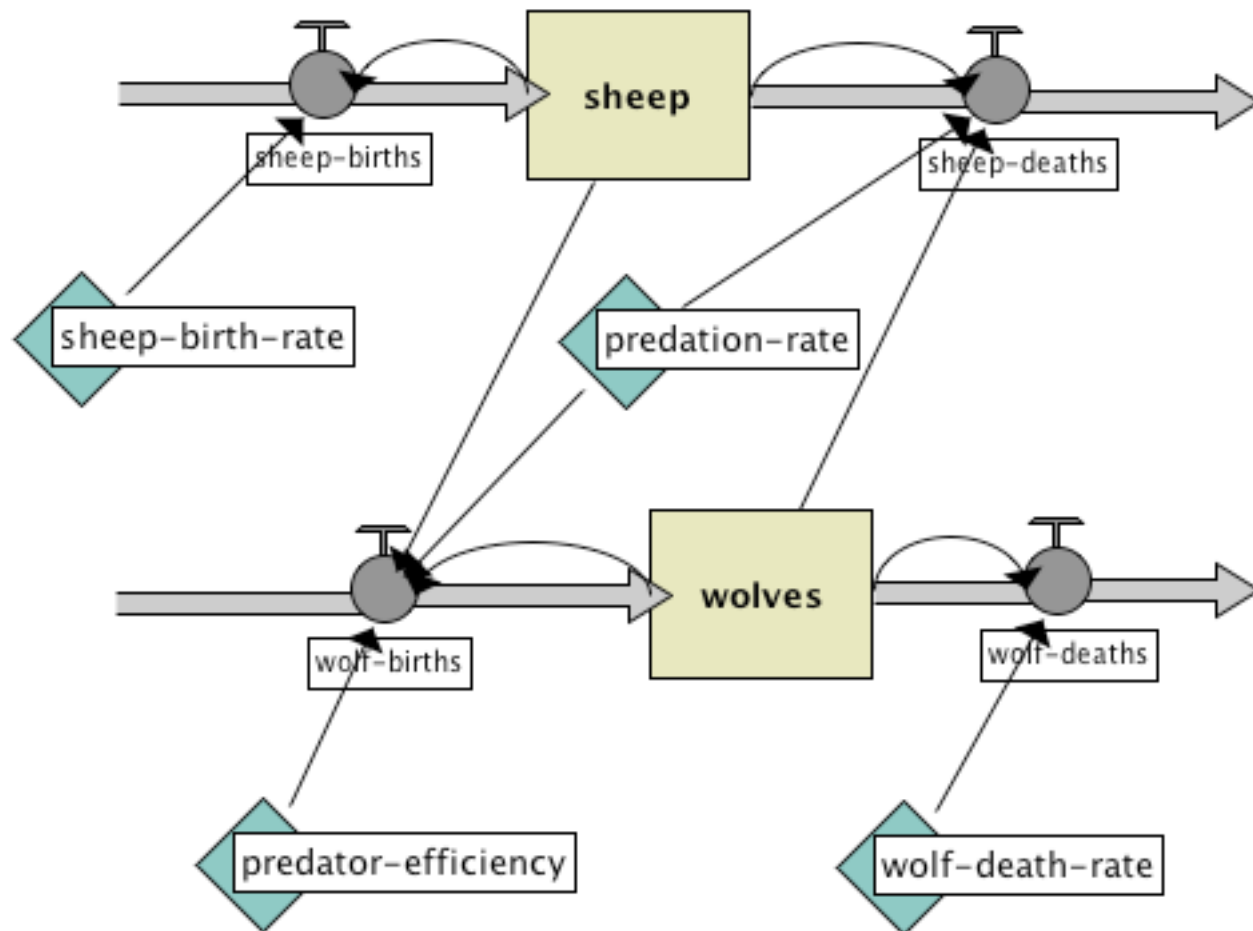 sheep
sheep-births
sheep-deaths
sheep-birth-rate
predation-rate
wolves
wolf-births
wolf-deaths
predator-efficiency
wolf-death-rate